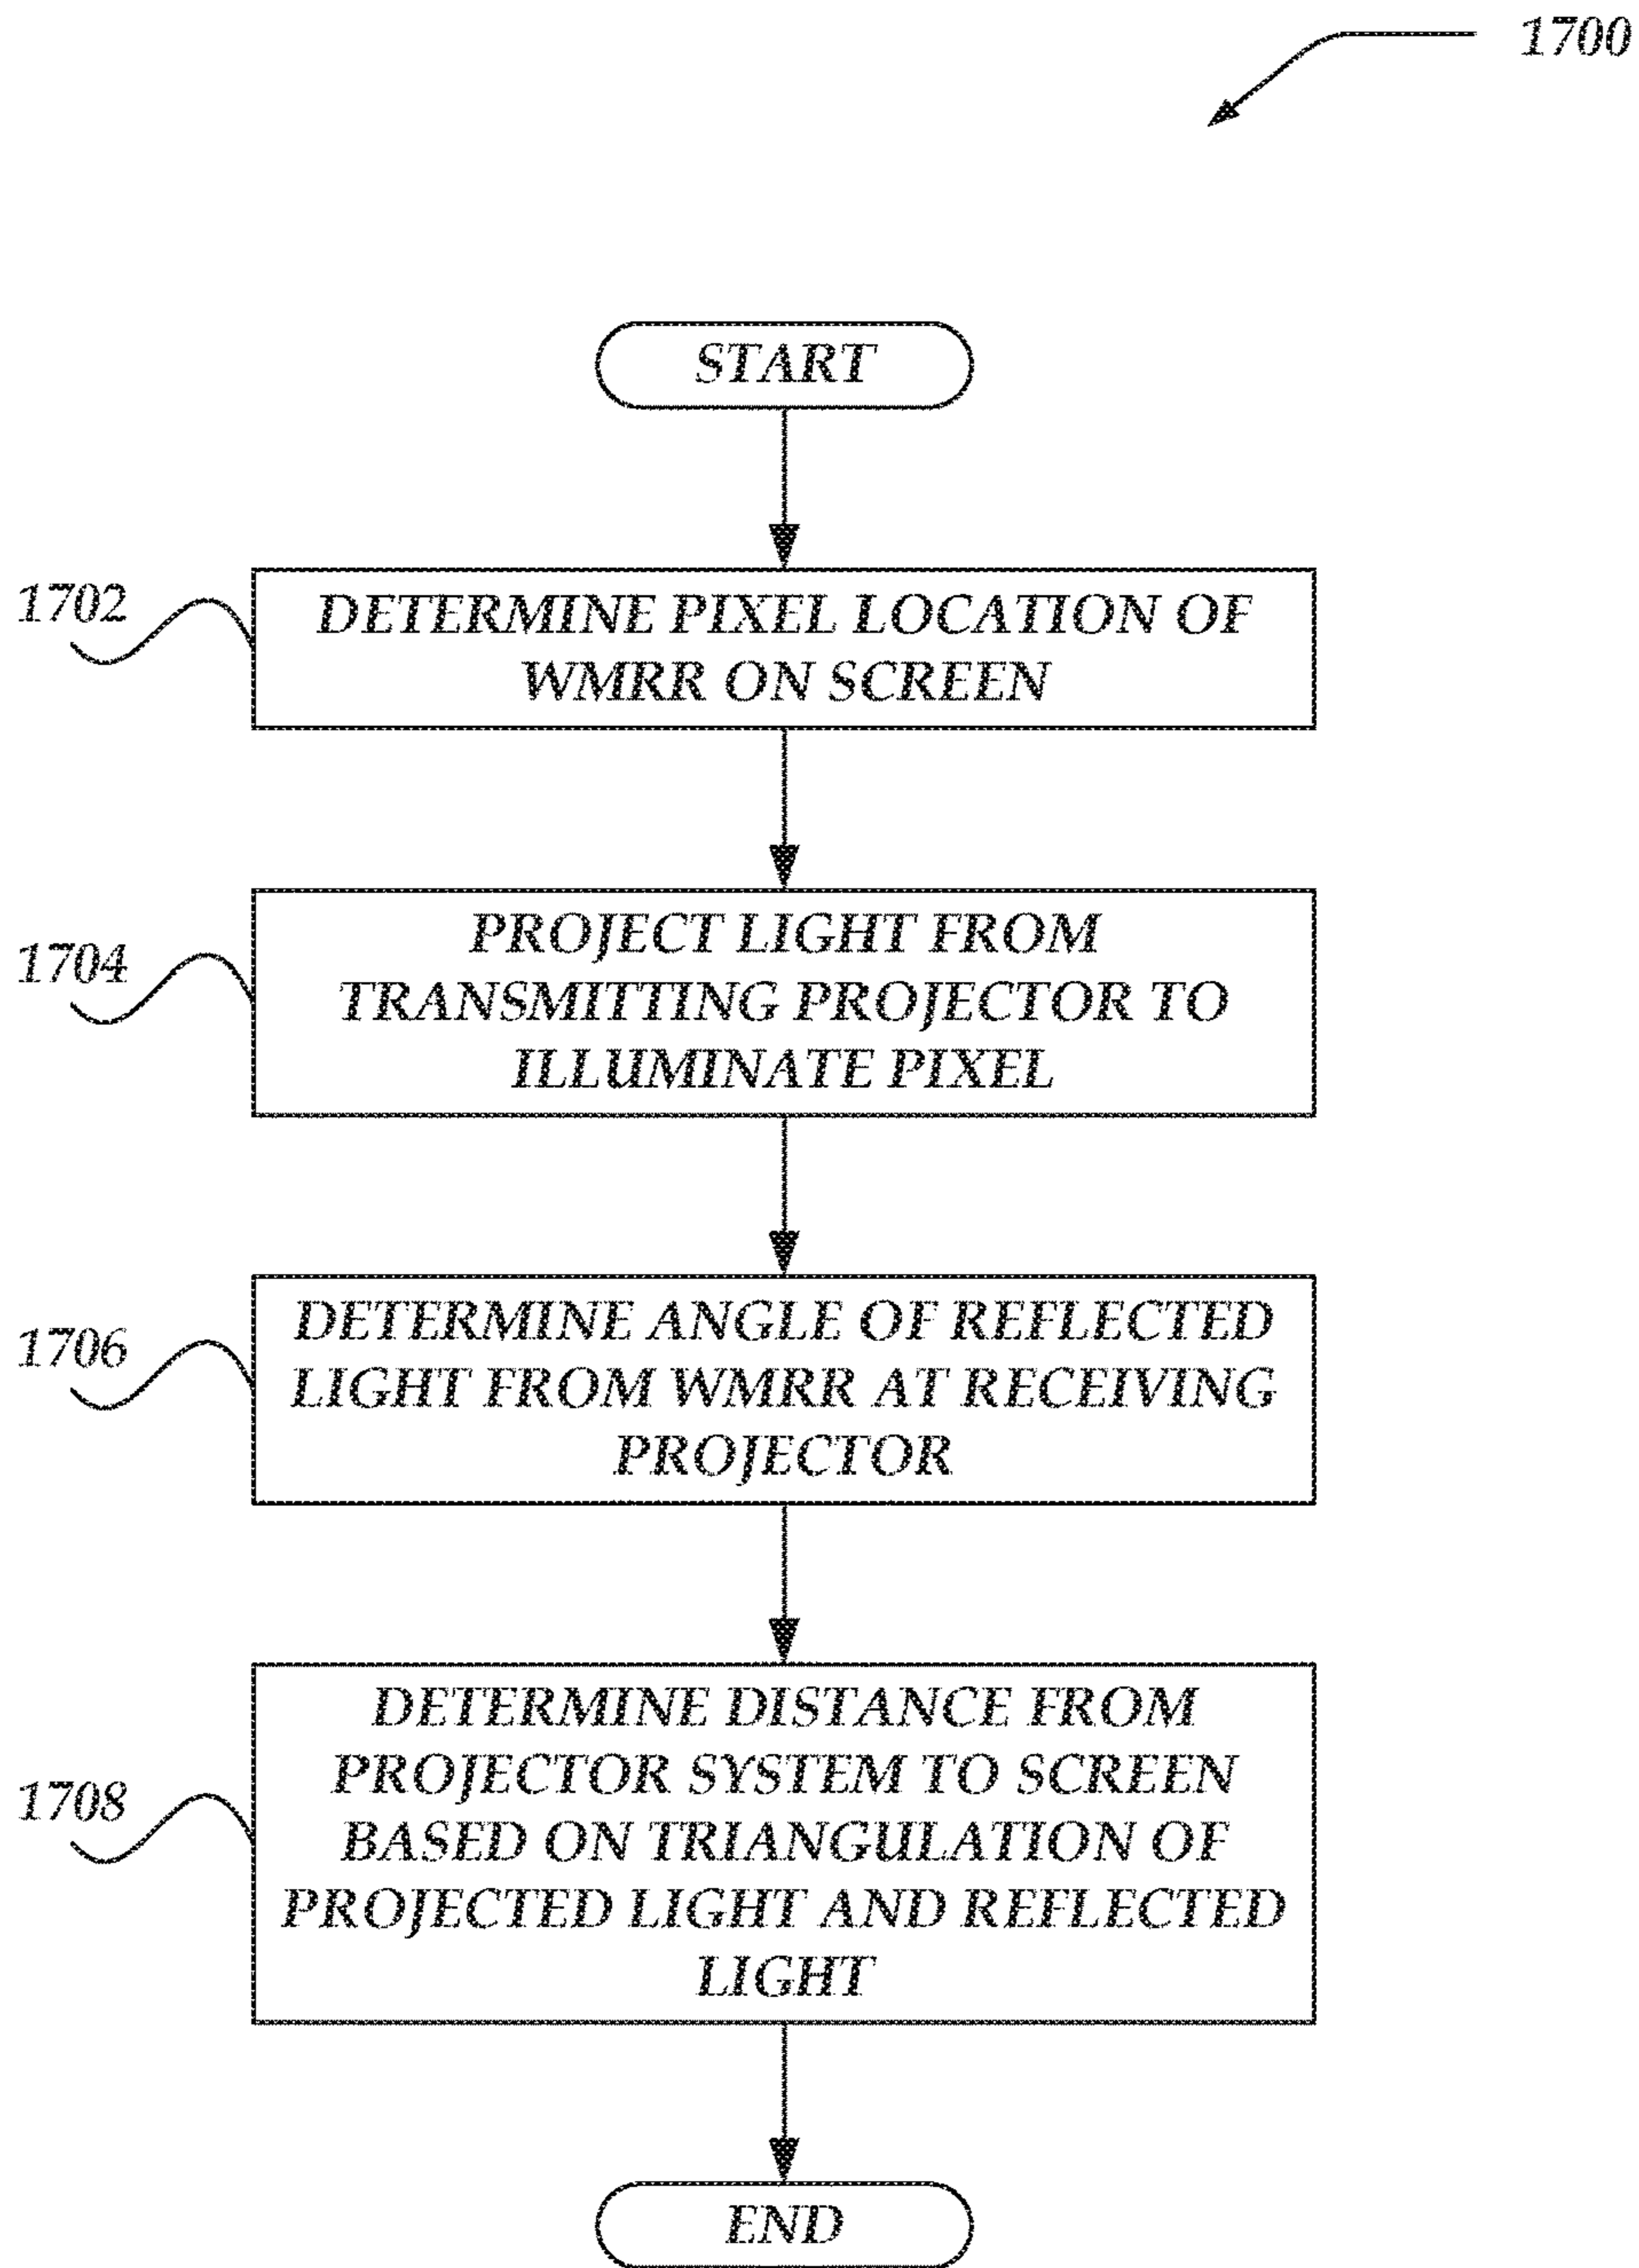 1700
START
1702
DETERMINE PIXEL LOCATION OF
WMRR ON SCREEN
1704
PROJECT LIGHT FROM
TRANSMITTING PROJECTOR TO
ILLUMINATE PIXEL
1706
DETERMINE ANGLE OF REFLECTED
LIGHT FROM WMRR AT RECEIVING
PROJECTOR
1708
DETERMINE DISTANCE FROM
PROJECTOR SYSTEM TO SCREEN
BASED ON TRIANGULATION OF
PROJECTED LIGHT AND REFLECTED
LIGHT
END